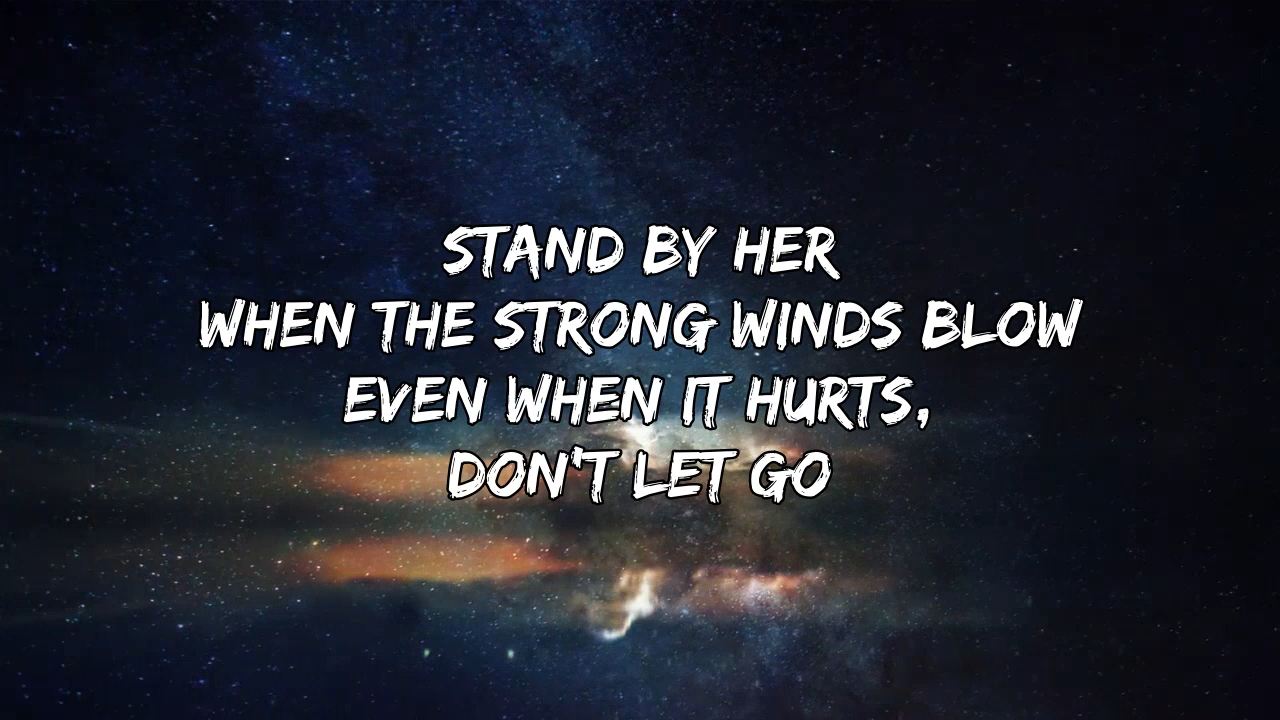 STAND BY HER
WHEN THE STRONG WINDS BLOW
EVEN WHEN IT HURTS,
DON'T LET GO